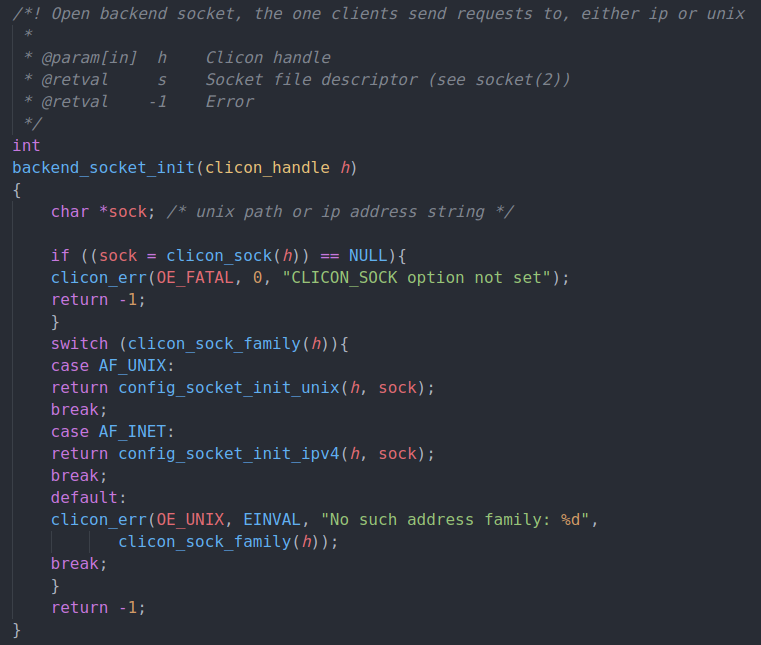 /*! Open backend socket, the one clients send requests to, either ip or unix
 *
 * @param[in]  h    Clicon handle
 * @retval     s    Socket file descriptor (see socket(2))
 * @retval    -1    Error
 */
int
backend_socket_init(clicon_handle h)
{
    char *sock; /* unix path or ip address string */

    if ((sock = clicon_sock(h)) == NULL){
    clicon_err(OE_FATAL, 0, "CLICON_SOCK option not set");
    return -1;
    }
    switch (clicon_sock_family(h)){
    case AF_UNIX:
    return config_socket_init_unix(h, sock);
    break;
    case AF_INET:
    return config_socket_init_ipv4(h, sock);
    break;
    default:
    clicon_err(OE_UNIX, EINVAL, "No such address family: %d",
           clicon_sock_family(h));
    break;
    }
    return -1;
}